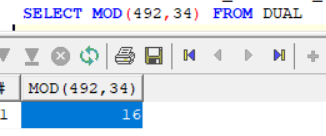 SELECT MOD(492,34) FROM DUAL
# MOD(492,34)
1 16